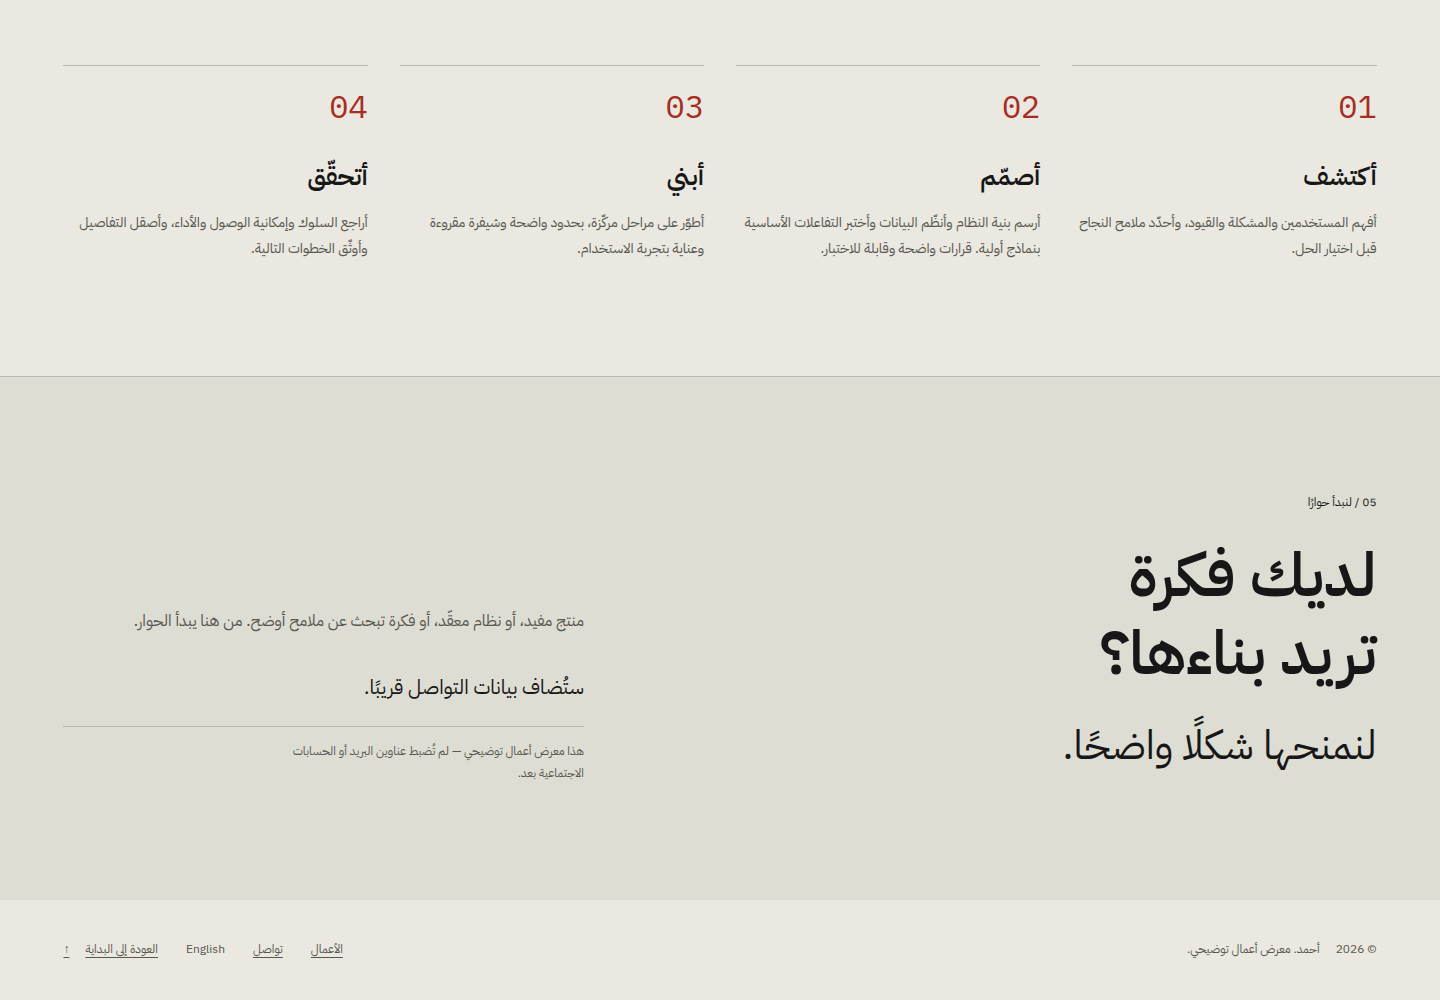 01
أكتشف
أفهم المستخدمين والمشكلة والقيود، وأحدّد ملامح النجاح
قبل اختيار الحل.
02
أصمّم
أرسم بنية النظام وأنظّم البيانات وأختبر التفاعلات الأساسية
بنماذج أولية. قرارات واضحة وقابلة للاختبار.
03
أبني
أطوّر على مراحل مركّزة، بحدود واضحة وشيفرة مقروءة
وعناية بتجربة الاستخدام.
04
أتحقّق
أراجع السلوك وإمكانية الوصول والأداء، وأصقل التفاصيل
وأوثّق الخطوات التالية.
05 / لنبدأ حوارًا
لديك فكرة
تريد بناءها؟
لنمنحها شكلًا واضحًا.
منتج مفيد، أو نظام معقّد، أو فكرة تبحث عن ملامح أوضح. من هنا يبدأ الحوار.
ستُضاف بيانات التواصل قريبًا.
هذا معرض أعمال توضيحي — لم تُضبط عناوين البريد أو الحسابات
الاجتماعية بعد.
© 2026 أحمد. معرض أعمال توضيحي.
الأعمال تواصل English العودة إلى البداية ↑